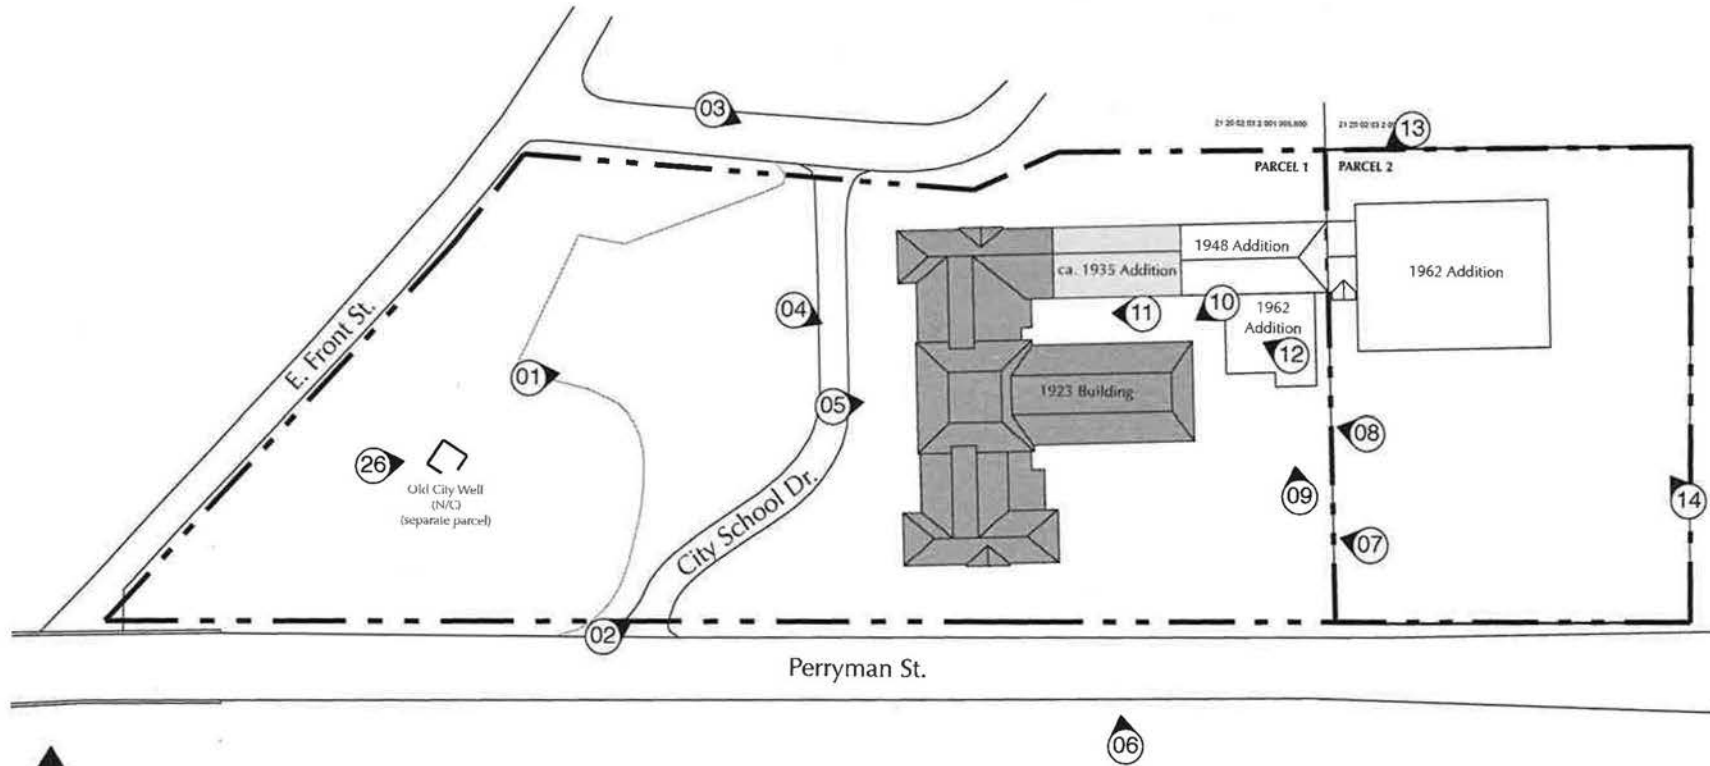 03
13
PARCEL 1
PARCEL 2
1948 Addition
ca. 1935 Addition
1962 Addition
E. Front St.
04
11
10
1962
Addition
12
01
05
1923 Building
08
26
Old City Well
(N/C)
(separate parcel)
City School Dr.
09
14
07
02
Perryman St.
06